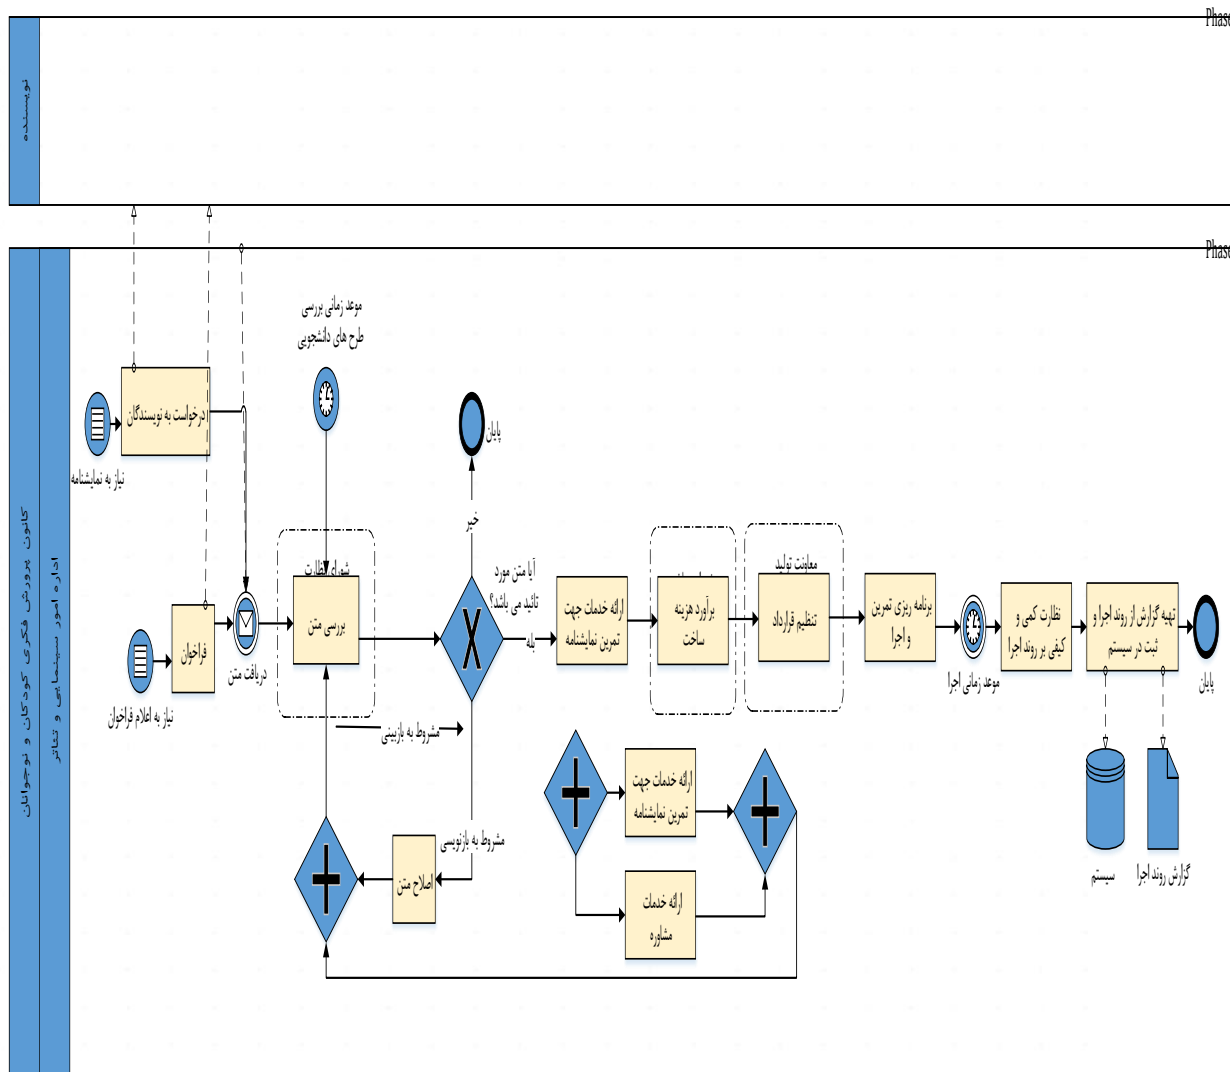 Phase
نویسنده
Phase
کانون پرورش فکری کودکان و نوجوانان
اداره امور سینمایی و تئاتر
موعد زمانی بررسی
طرح های دانشجویی
درخواست به نویسندگان
نیاز به نمایشنامه
پایان
خیر
شورای نظارت
آیا متن مورد
تائید می باشد؟
بله
معاونت تولید
فراخوان
نیاز به اعلام فراخوان
دریافت متن
بررسی متن
ارائه خدمات جهت
تمرین نمایشنامه
برآورد هزینه
ساخت
تنظیم قرارداد
برنامه ریزی تمرین
و اجرا
موعد زمانی اجرا
نظارت کمی و
کیفی بر روند اجرا
تهیه گزارش از روند اجرا و
ثبت در سیستم
پایان
مشروط به بازبینی
مشروط به بازنویسی
اصلاح متن
ارائه خدمات جهت
تمرین نمایشنامه
ارائه خدمات
مشاوره
سیستم
گزارش روند اجرا